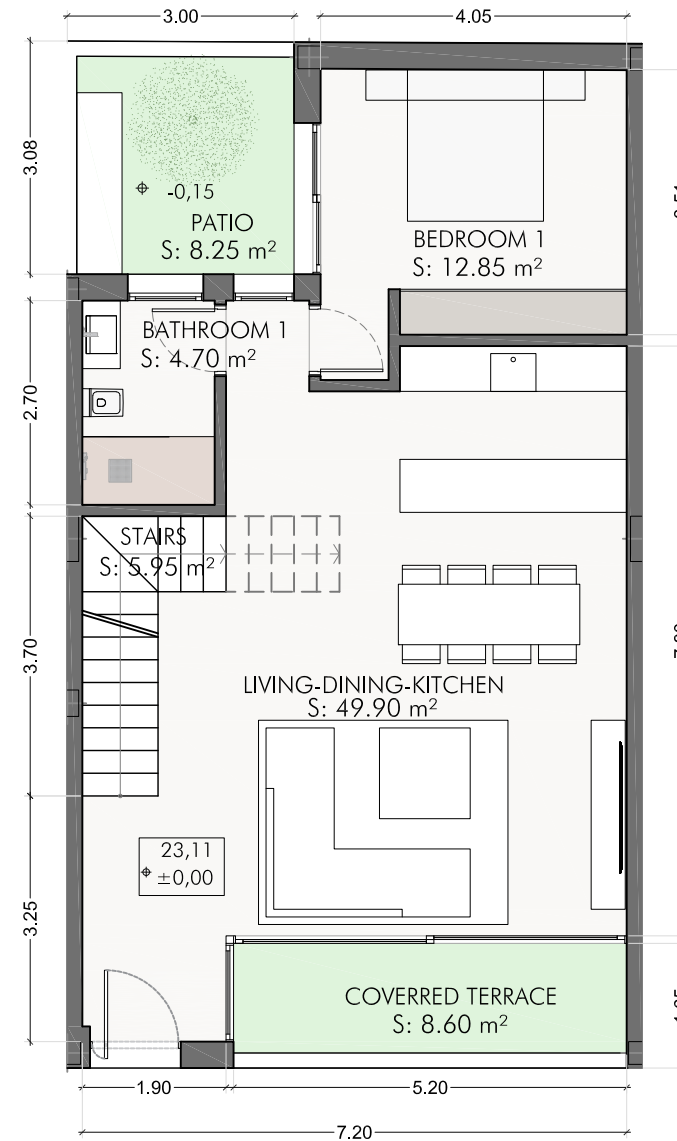 3.00
4.05
3.08
-0,15
PATIO
S: 8.25 m²
BEDROOM 1
S: 12.85 m²
BATHROOM 1
S: 4.70 m²
2.70
STAIRS
S: 5.95 m²
3.70
LIVING-DINING-KITCHEN
S: 49.90 m²
23,11
±0,00
3.25
COVERRED TERRACE
S: 8.60 m²
1.90
5.20
7.20